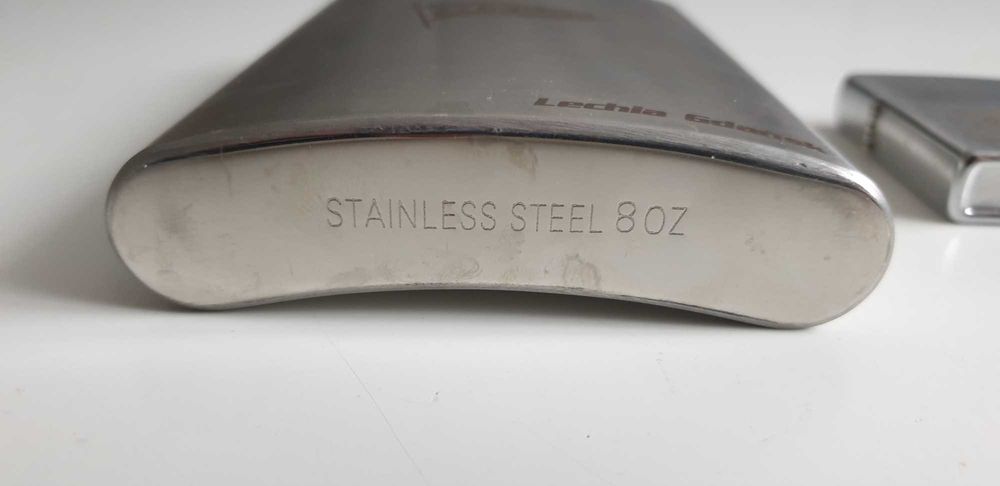 Lechia Gdańsk
STAINLESS STEEL 8 OZ